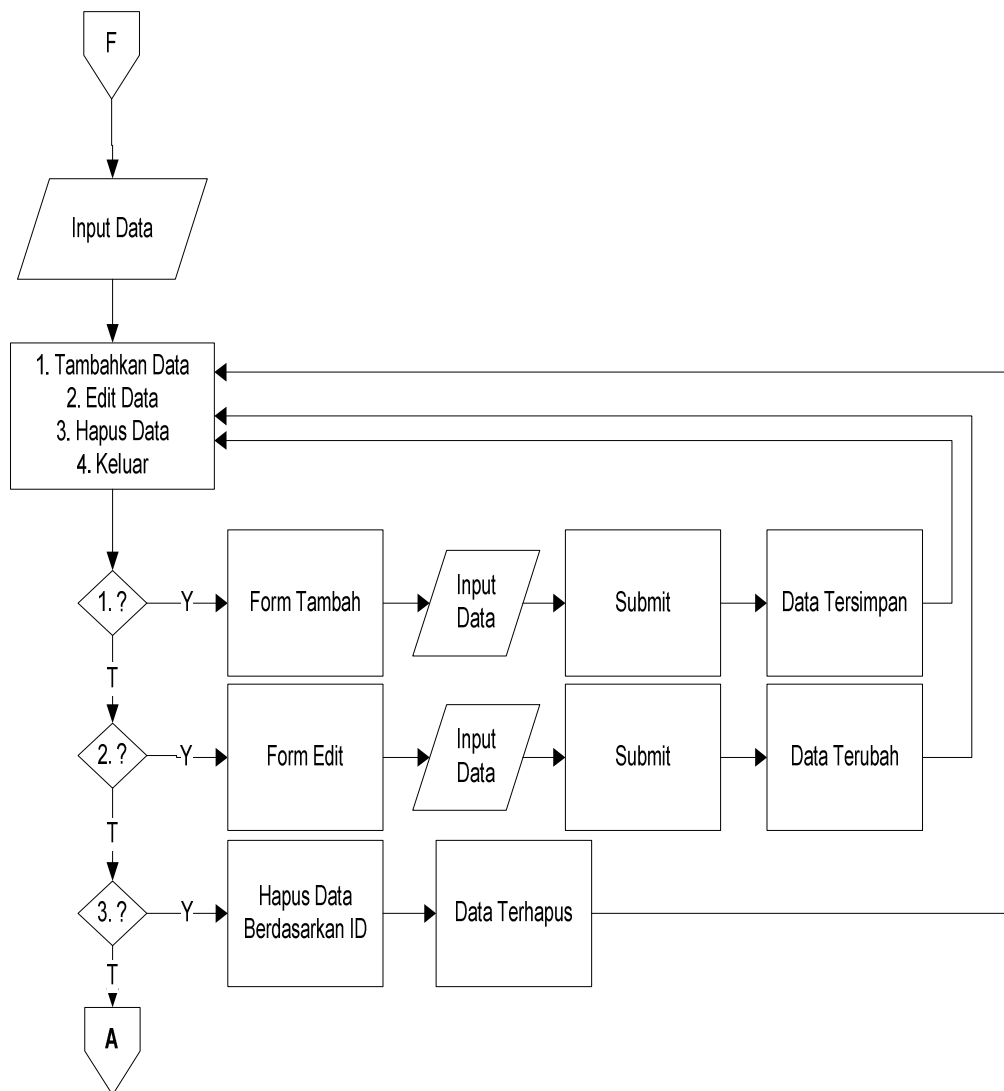 F
Input Data
1. Tambahkan Data
2. Edit Data
3. Hapus Data
4. Keluar
1. ?
Y
Form Tambah
Input
Data
Submit
Data Tersimpan
T
2. ?
Y
Form Edit
Input
Data
Submit
Data Terubah
T
3. ?
Y
Hapus Data
Berdasarkan ID
Data Terhapus
T
A